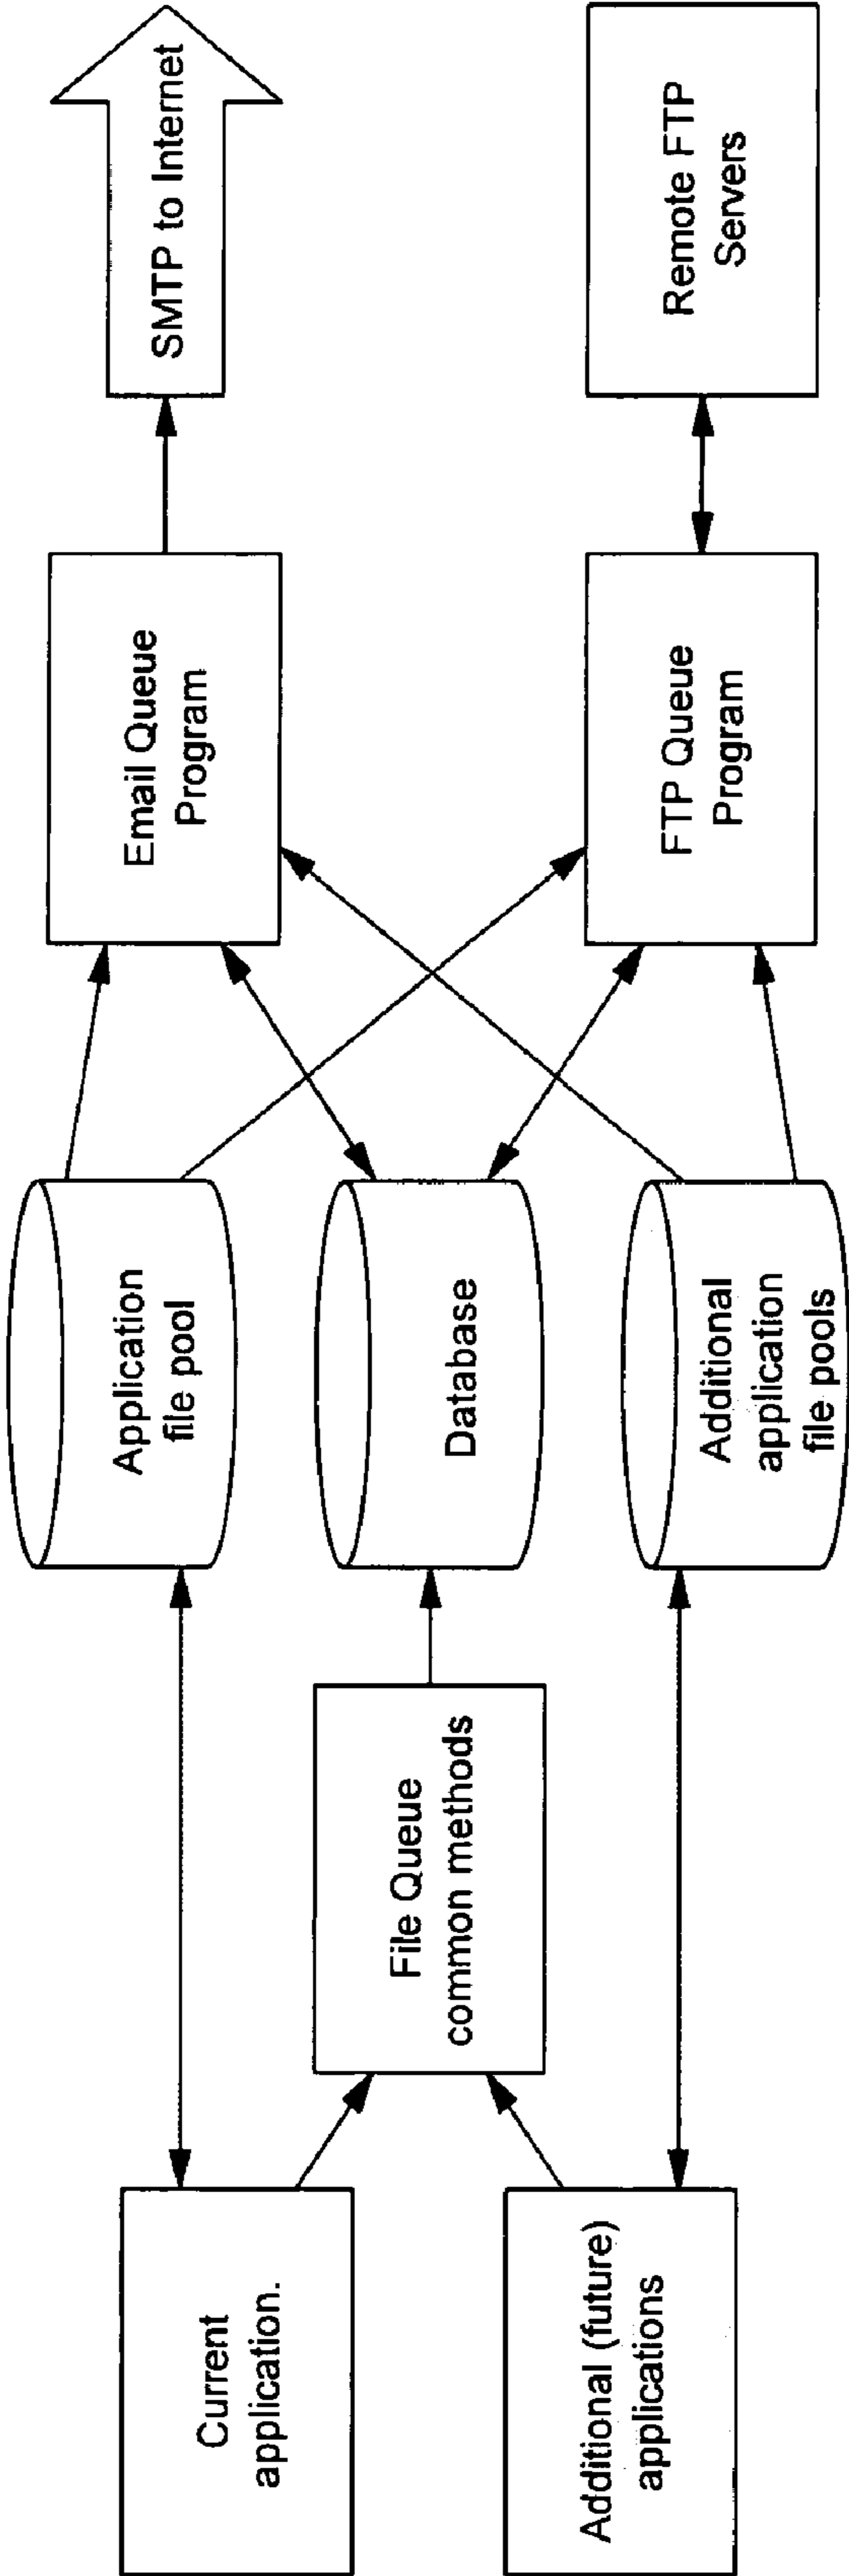 Current
application.
Additional (future)
applications
File Queue
common methods
Application
file pool
Database
Additional
application
file pools
Email Queue
Program
FTP Queue
Program
SMTP to Internet
Remote FTP
Servers